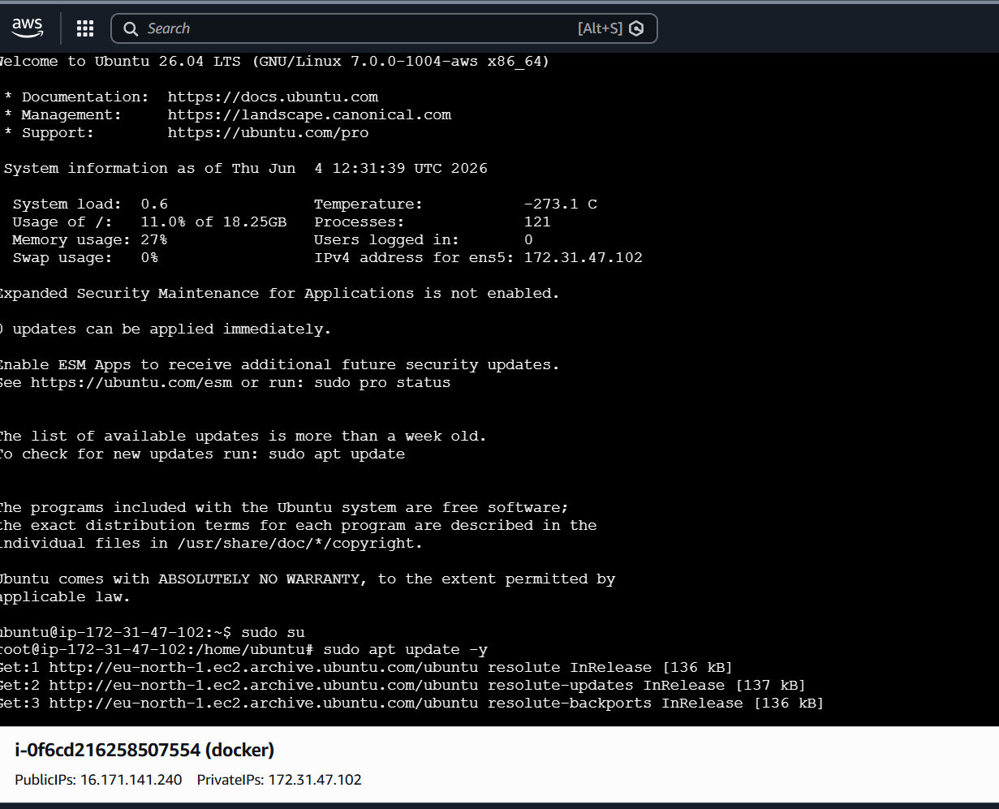 aws
Search [Alt+S]
Welcome to Ubuntu 26.04 LTS (GNU/Linux 7.0.0-1004-aws x86_64)
* Documentation: https://docs.ubuntu.com
* Management: https://landscape.canonical.com
* Support: https://ubuntu.com/pro
System information as of Thu Jun 4 12:31:39 UTC 2026
System load: 0.6 Temperature: -273.1 C
Usage of /: 11.0% of 18.25GB Processes: 121
Memory usage: 27% Users logged in: 0
Swap usage: 0% IPv4 address for ens5: 172.31.47.102
Expanded Security Maintenance for Applications is not enabled.
0 updates can be applied immediately.
Enable ESM Apps to receive additional future security updates.
See https://ubuntu.com/esm or run: sudo pro status
The list of available updates is more than a week old.
To check for new updates run: sudo apt update
The programs included with the Ubuntu system are free software;
the exact distribution terms for each program are described in the
individual files in /usr/share/doc/*/copyright.
Ubuntu comes with ABSOLUTELY NO WARRANTY, to the extent permitted by
applicable law.
ubuntu@ip-172-31-47-102:~$ sudo su
root@ip-172-31-47-102:/home/ubuntu# sudo apt update -y
Get:1 http://eu-north-1.ec2.archive.ubuntu.com/ubuntu resolute InRelease [136 kB]
Get:2 http://eu-north-1.ec2.archive.ubuntu.com/ubuntu resolute-updates InRelease [137 kB]
Get:3 http://eu-north-1.ec2.archive.ubuntu.com/ubuntu resolute-backports InRelease [136 kB]
i-0f6cd216258507554 (docker)
PublicIPs: 16.171.141.240 PrivateIPs: 172.31.47.102